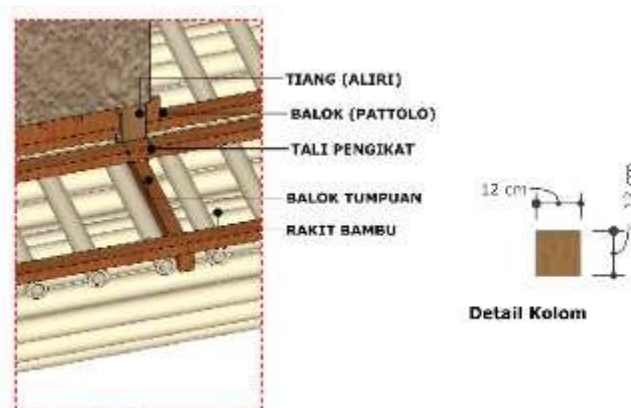 TIANG (ALIRI)
BALOK (PATTOLO)
TALI PENGIKAT
BALOK TUMPUAN
RAKIT BAMBU
12 cm
Detail Kolom